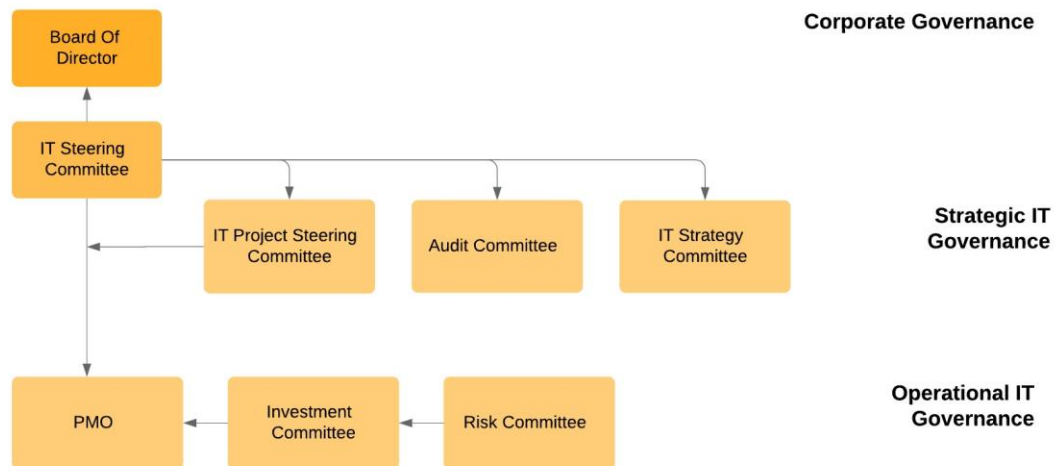 Board Of
Director
Corporate Governance
IT Steering
Committee
IT Project Steering
Committee
Audit Committee
IT Strategy
Committee
Strategic IT
Governance
PMO
Investment
Committee
Risk Committee
Operational IT
Governance